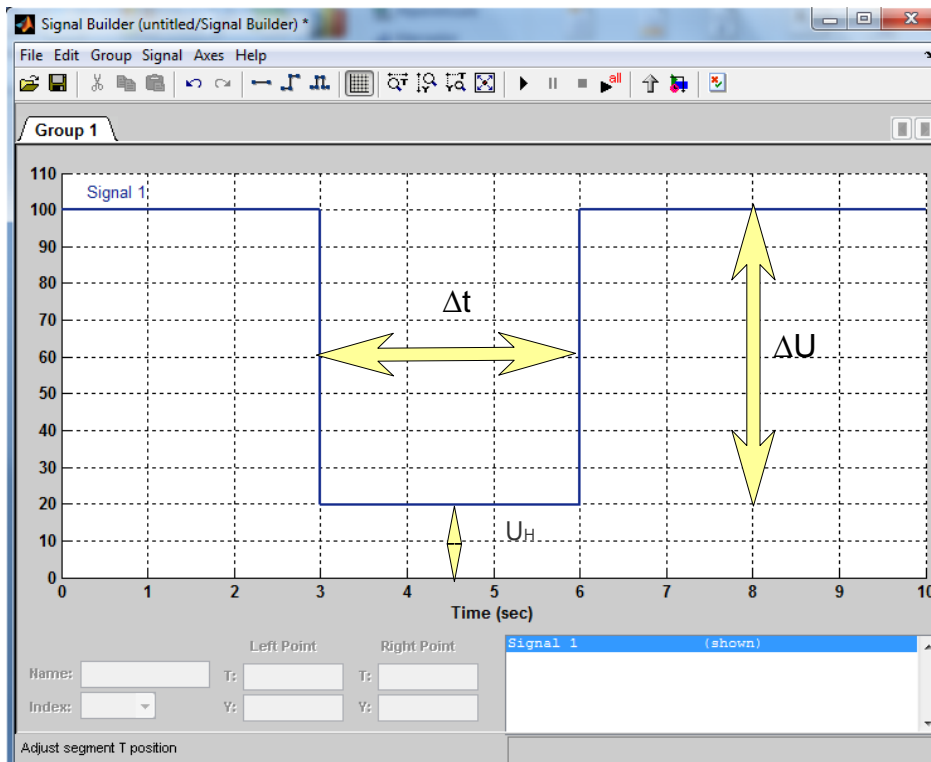 Signal Builder (untitled/Signal Builder) *
File Edit Group Signal Axes Help
all
Group 1
Signal 1
110
100
90
80
70
60
50
40
30
20
10
0
Δt
ΔU
UH
0 1 2 3 4 5 6 7 8 9 10
Time (sec)
Left Point Right Point
Name: T: T:
Index: Y: Y:
Signal 1 (shown)
Adjust segment T position